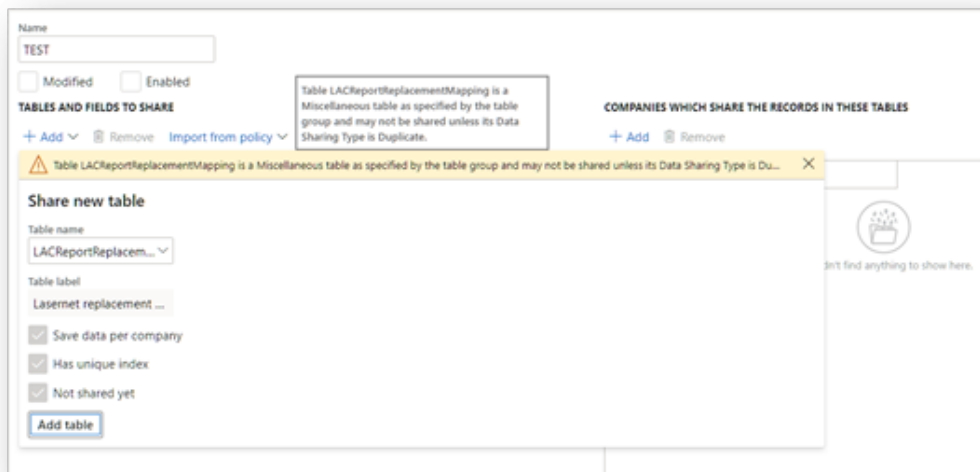 Name
TEST
Modified Enabled
TABLES AND FIELDS TO SHARE
+ Add Remove Import from policy
Table LACReportReplacementMapping is a
Miscellaneous table as specified by the table
group and may not be shared unless its Data
Sharing Type is Duplicate.
COMPANIES WHICH SHARE THE RECORDS IN THESE TABLES
+ Add Remove
Table LACReportReplacementMapping is a Miscellaneous table as specified by the table group and may not be shared unless its Data Sharing Type is Du...
Share new table
Table name
LACReportReplacem...
Table label
Lasernet replacement ...
Save data per company
Has unique index
Not shared yet
Add table
dn't find anything to show here.